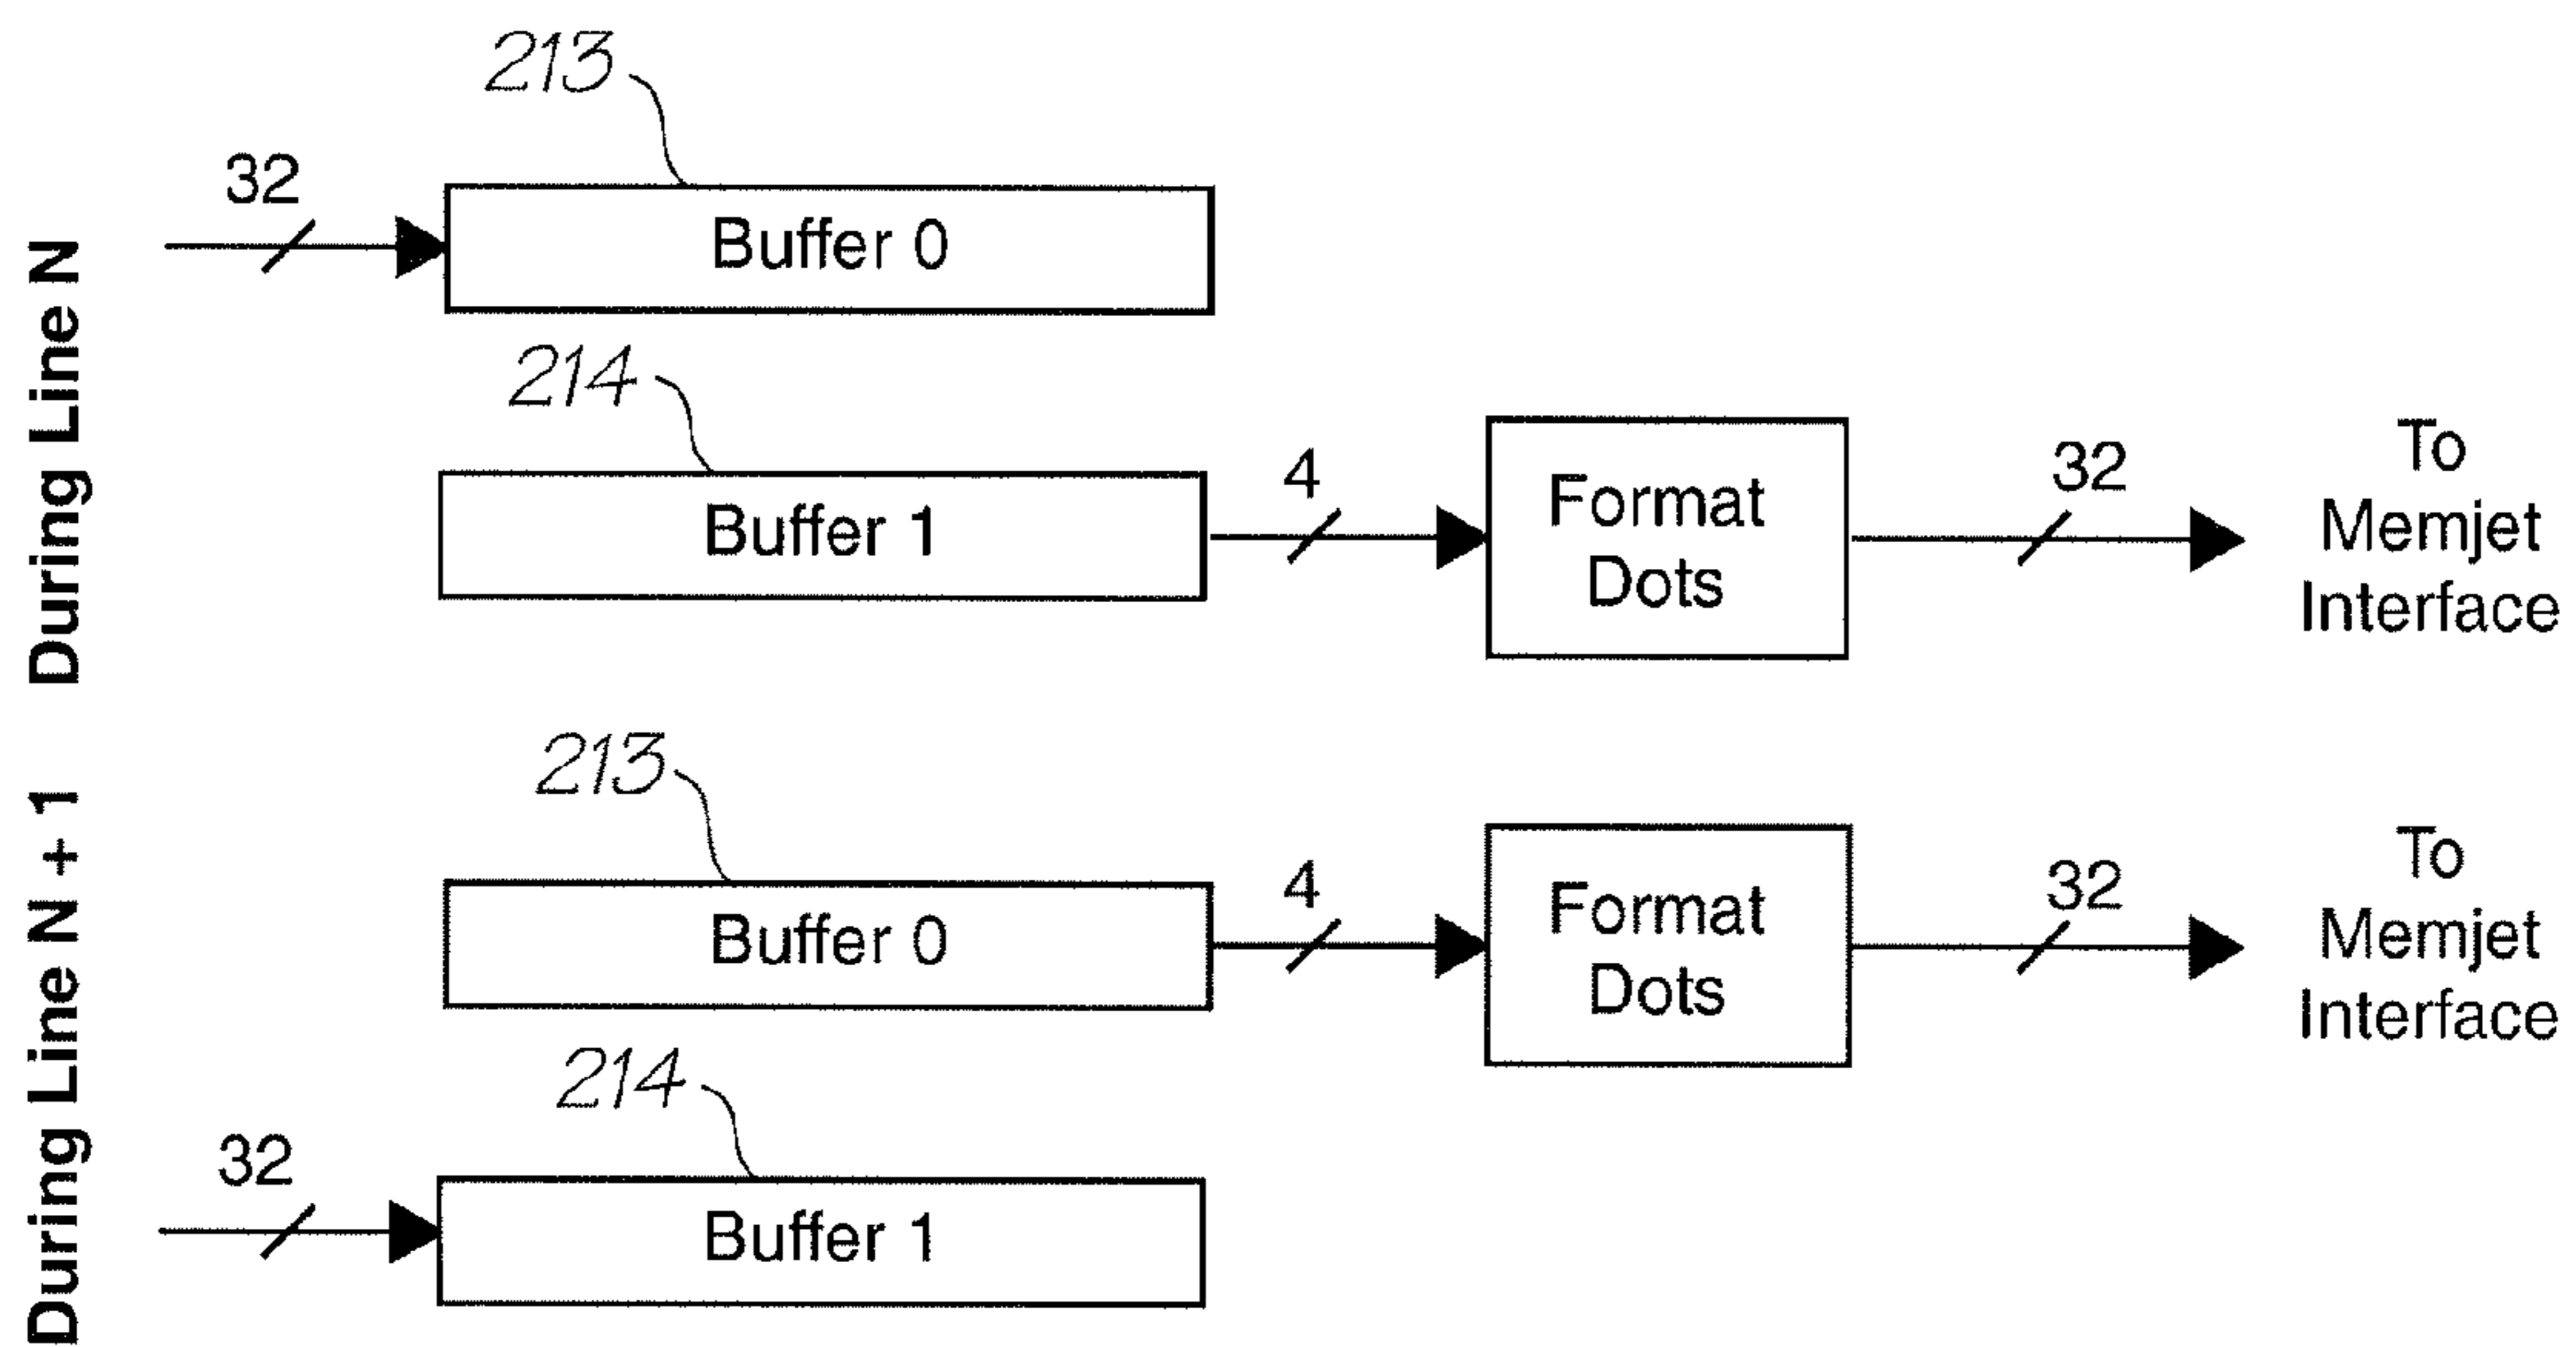 During Line N
213
32
Buffer 0
214
Buffer 1
4
Format
Dots
32
To
Memjet
Interface
During Line N + 1
213
Buffer 0
4
Format
Dots
32
To
Memjet
Interface
214
32
Buffer 1